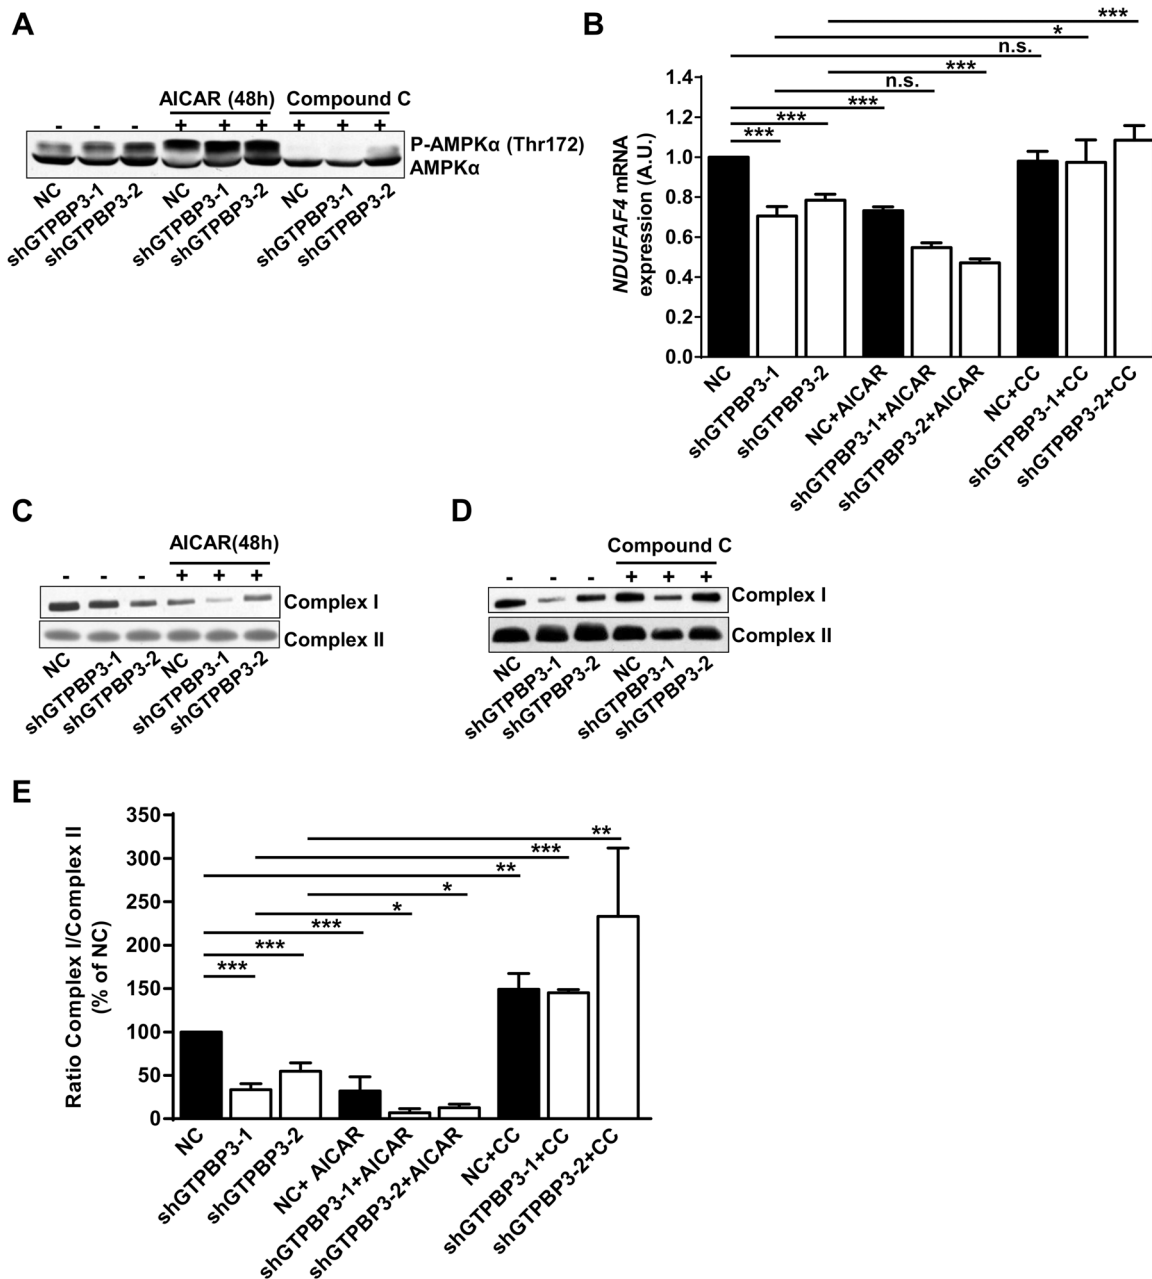 A
AICAR (48h) Compound C
- - - + + + + + +
P-AMPKα (Thr172)
AMPKα
NC shGTPBP3-1 shGTPBP3-2 NC shGTPBP3-1 shGTPBP3-2 NC shGTPBP3-1 shGTPBP3-2
B
***
*
n.s.
***
n.s.
***
***
***
NDUFAF4 mRNA
expression (A.U.)
1.4
1.2
1.0
0.8
0.6
0.4
0.2
0.0
NC shGTPBP3-1 shGTPBP3-2 NC+AICAR shGTPBP3-1+AICAR shGTPBP3-2+AICAR NC+CC shGTPBP3-1+CC shGTPBP3-2+CC
C
AICAR(48h)
- - - + + +
Complex I
Complex II
NC shGTPBP3-1 shGTPBP3-2 NC shGTPBP3-1 shGTPBP3-2
D
Compound C
- - - + + +
Complex I
Complex II
NC shGTPBP3-1 shGTPBP3-2 NC shGTPBP3-1 shGTPBP3-2
E
Ratio Complex I/Complex II
(% of NC)
350
300
250
200
150
100
50
0
**
***
**
*
*
***
***
***
NC shGTPBP3-1 shGTPBP3-2 NC+ AICAR shGTPBP3-1+AICAR shGTPBP3-2+AICAR NC+CC shGTPBP3-1+CC shGTPBP3-2+CC